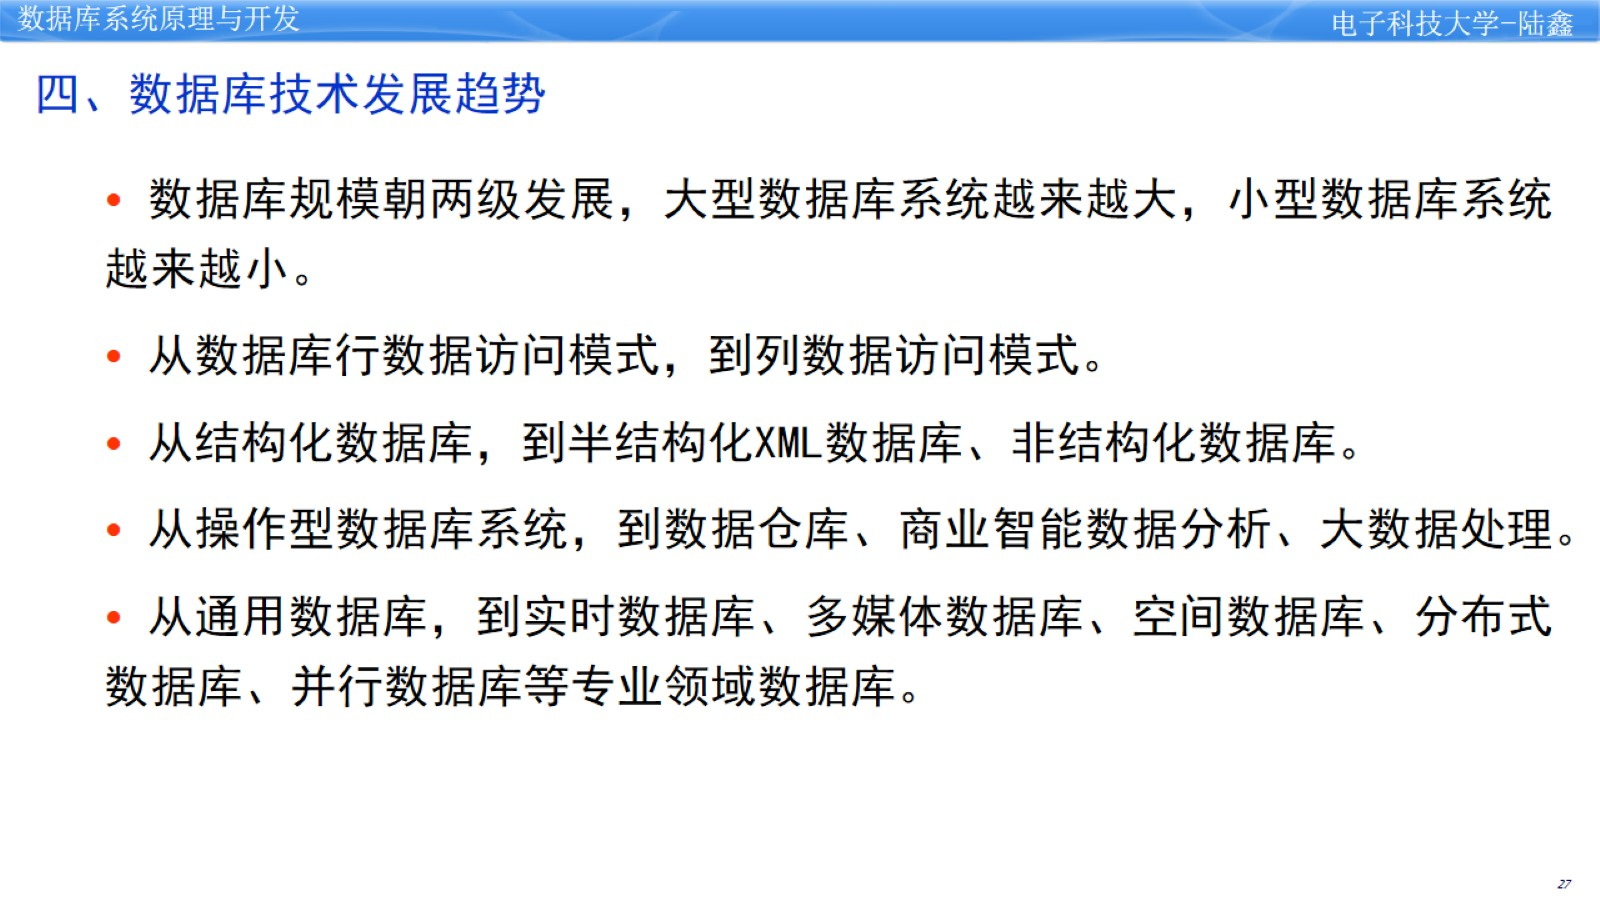 数据库系统原理与开发
电子科技大学-陆鑫
四、数据库技术发展趋势
• 数据库规模朝两级发展，大型数据库系统越来越大，小型数据库系统
越来越小。
• 从数据库行数据访问模式，到列数据访问模式。
• 从结构化数据库，到半结构化XML数据库、非结构化数据库。
• 从操作型数据库系统，到数据仓库、商业智能数据分析、大数据处理。
• 从通用数据库，到实时数据库、多媒体数据库、空间数据库、分布式
数据库、并行数据库等专业领域数据库。
27